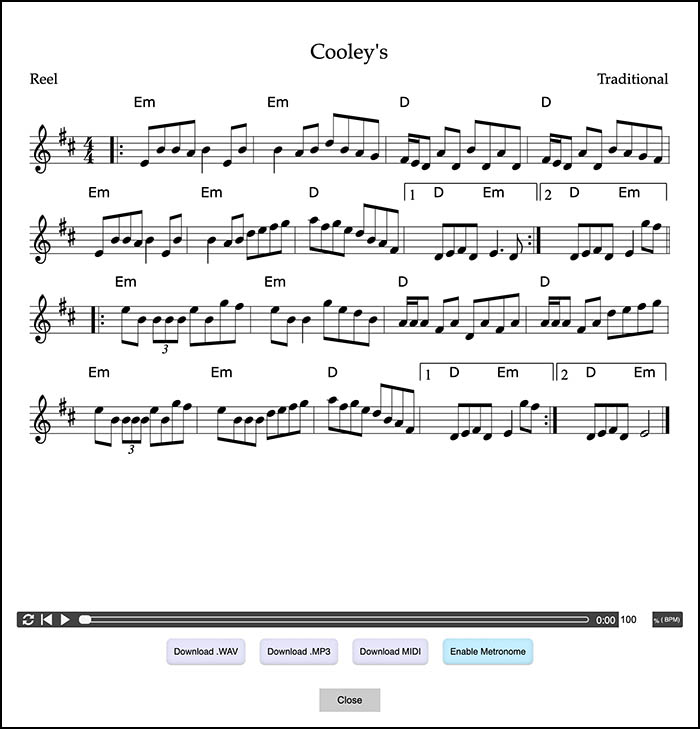 Cooley's
Reel Traditional
Em Em D D
4
4
Em Em D 1 D Em 2 D Em
Em Em D D
3
Em Em D 1 D Em 2 D Em
3
0:00 100 % ( BPM)
Download .WAV Download .MP3 Download MIDI Enable Metronome
Close